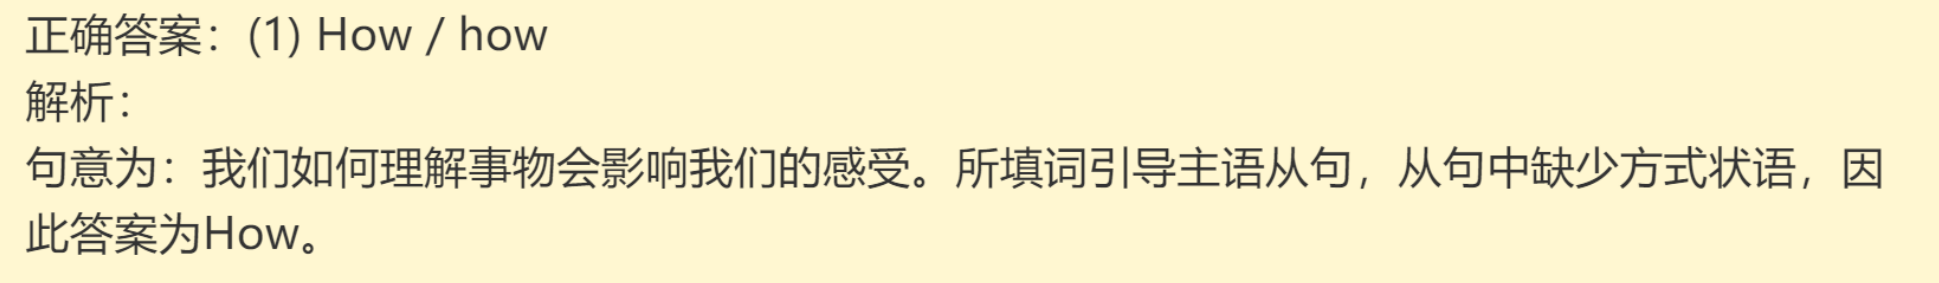 正确答案：(1) How / how
解析：
句意为：我们如何理解事物会影响我们的感受。所填词引导主语从句，从句中缺少方式状语，因
此答案为How。